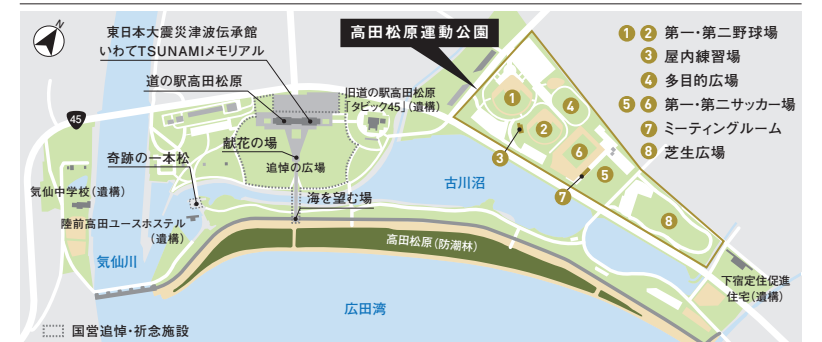 N
東日本大震災津波伝承館
いわてTSUNAMIメモリアル
道の駅高田松原
高田松原運動公園
旧道の駅高田松原
「タピック45」(遺構)
45
献花の場
追悼の広場
奇跡の一本松
海を望む場
気仙中学校(遺構)
陸前高田ユースホステル
(遺構)
気仙川
古川沼
高田松原(防潮林)
広田湾
下宿定住促進
住宅(遺構)
1
2
3
4
5
6
7
8
1 2 第一・第二野球場
3 屋内練習場
4 多目的広場
5 6 第一・第二サッカー場
7 ミーティングルーム
8 芝生広場
国営追悼・祈念施設